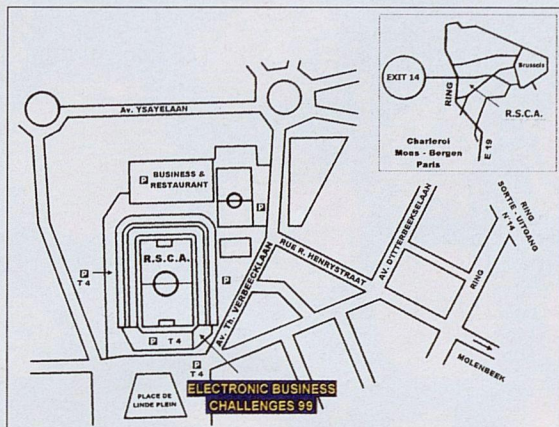 EXIT 14
Brussels
RING
R.S.C.A.
E 19
Charleroi
Mons - Bergen
Paris
Av. YSAYELAAN
P BUSINESS &
RESTAURANT
P
R.S.C.A.
P
T 4
P
P T 4
P
T 4
Av. Th. VERBEECKLAAN
RUE R. HENRYSTRAAT
AV. D'ITTERBEEKSELAAN
RING
SORTIE - UITGANG
N°14
RING
MOLENBEEK
ELECTRONIC BUSINESS
CHALLENGES 99
PLACE DE
LINDE PLEIN